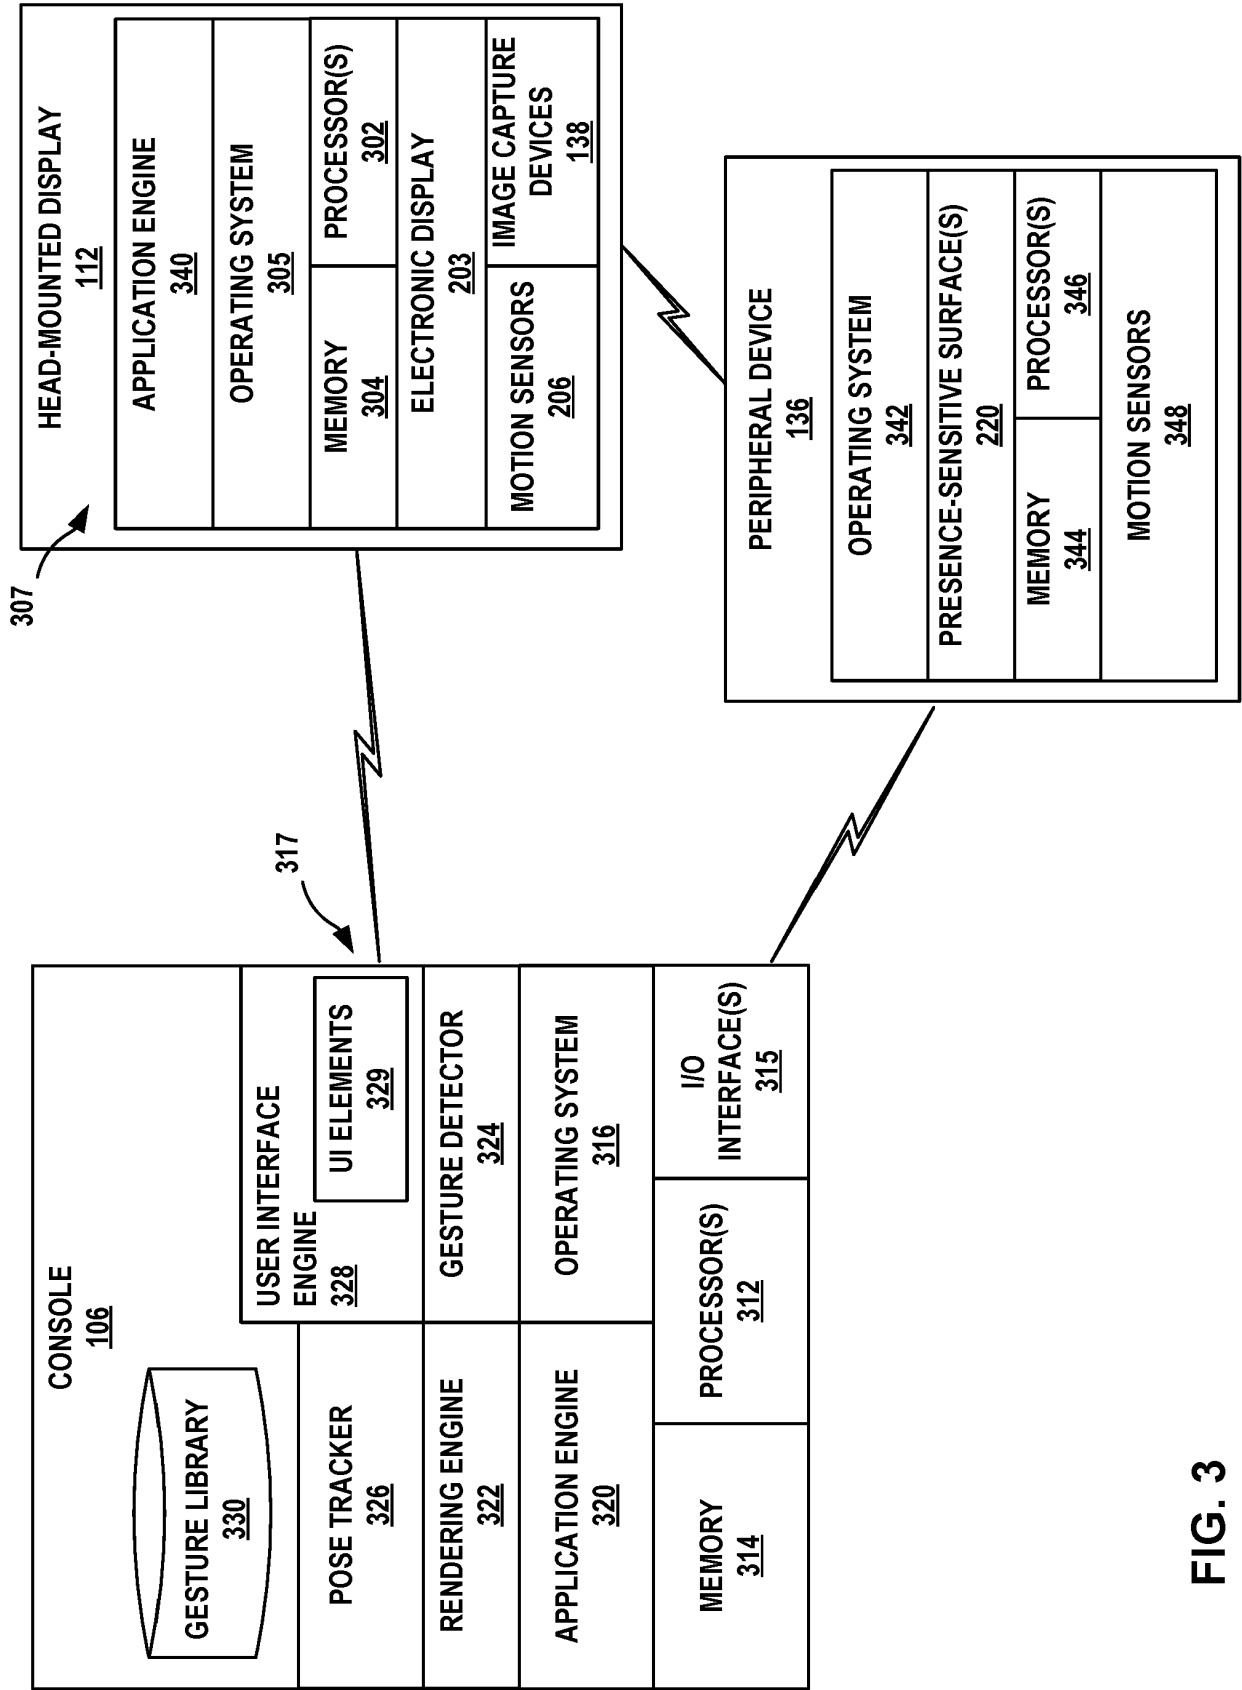 307
HEAD-MOUNTED DISPLAY
112
APPLICATION ENGINE
340
OPERATING SYSTEM
305
MEMORY
304
PROCESSOR(S)
302
ELECTRONIC DISPLAY
203
MOTION SENSORS
206
IMAGE CAPTURE
DEVICES
138
317
CONSOLE
106
GESTURE LIBRARY
330
USER INTERFACE
ENGINE
328
UI ELEMENTS
329
POSE TRACKER
326
RENDERING ENGINE
322
GESTURE DETECTOR
324
APPLICATION ENGINE
320
OPERATING SYSTEM
316
MEMORY
314
PROCESSOR(S)
312
I/O
INTERFACE(S)
315
PERIPHERAL DEVICE
136
OPERATING SYSTEM
342
PRESENCE-SENSITIVE SURFACE(S)
220
MEMORY
344
PROCESSOR(S)
346
MOTION SENSORS
348
FIG. 3